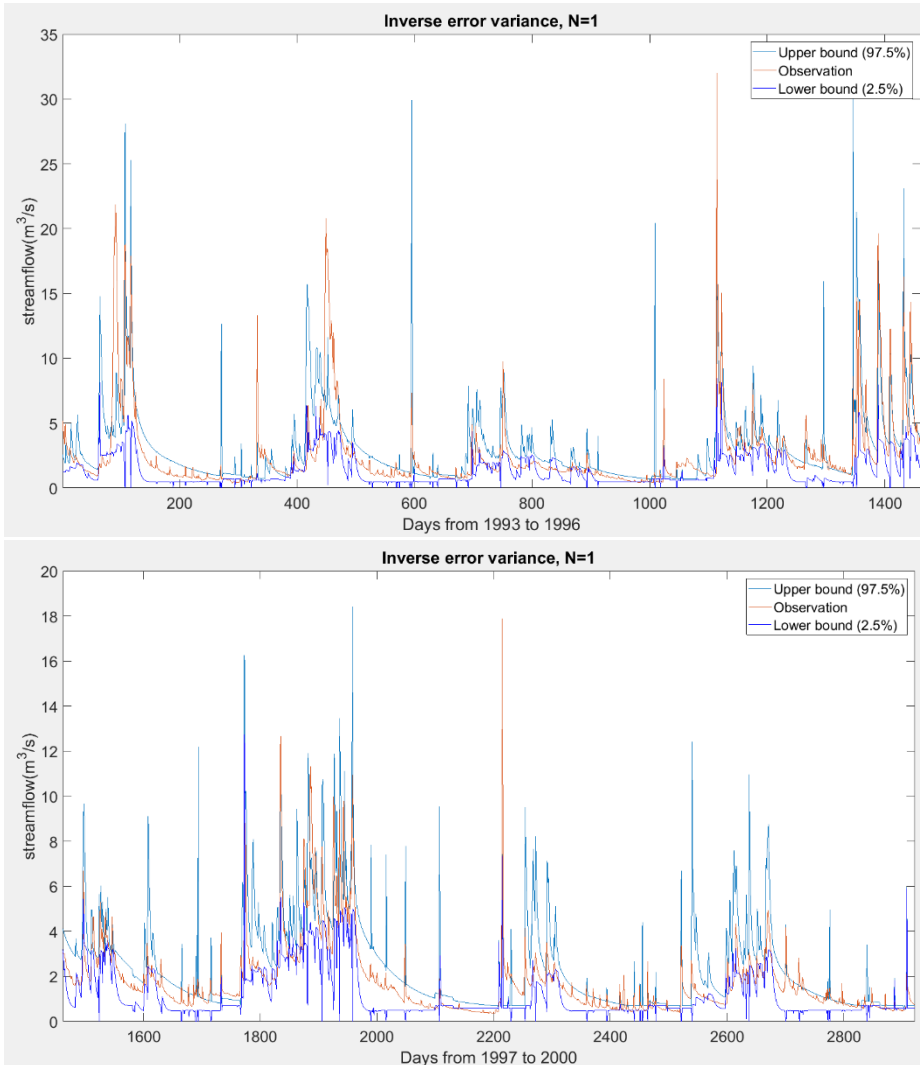 Inverse error variance, N=1
35
30
25
20
15
10
5
0
streamflow(m³/s)
Upper bound (97.5%)
Observation
Lower bound (2.5%)
200 400 600 800 1000 1200 1400
Days from 1993 to 1996
Inverse error variance, N=1
20
18
16
14
12
10
8
6
4
2
0
streamflow(m³/s)
Upper bound (97.5%)
Observation
Lower bound (2.5%)
1600 1800 2000 2200 2400 2600 2800
Days from 1997 to 2000